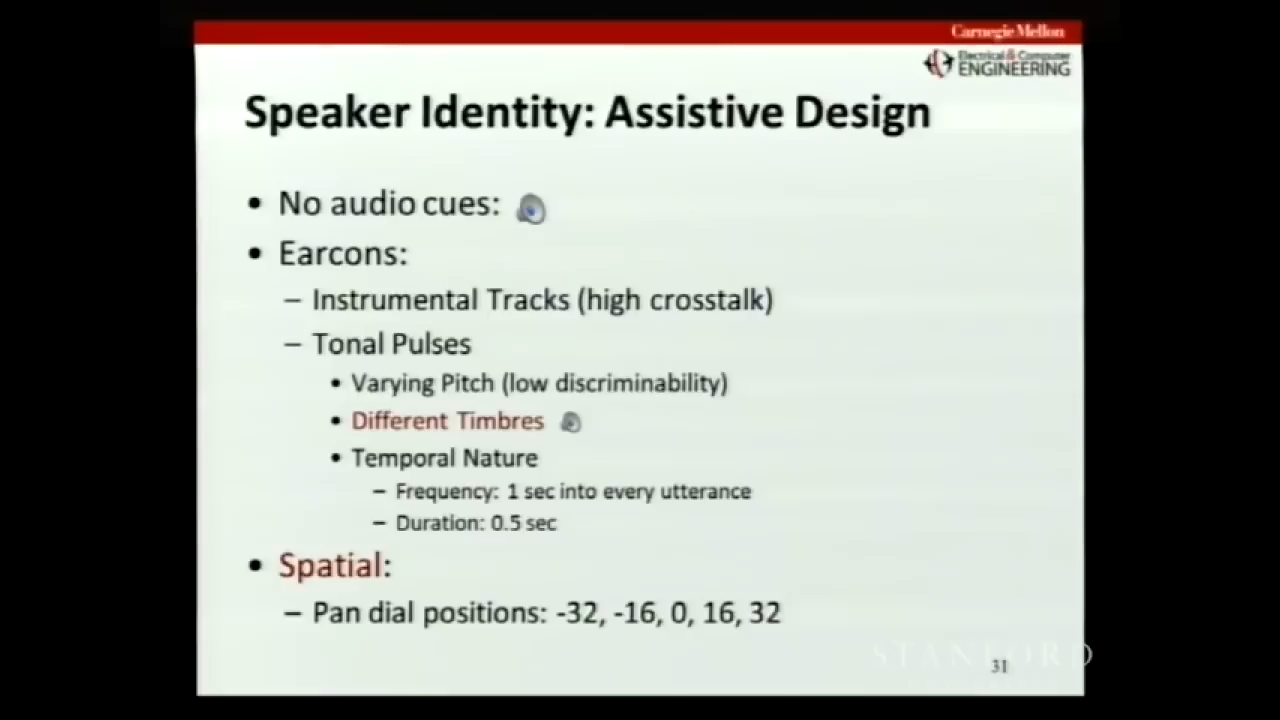 Carnegie Mellon
Electrical & Computer
ENGINEERING
Speaker Identity: Assistive Design
• No audio cues:
• Earcons:
– Instrumental Tracks (high crosstalk)
– Tonal Pulses
• Varying Pitch (low discriminability)
• Different Timbres
• Temporal Nature
– Frequency: 1 sec into every utterance
– Duration: 0.5 sec
• Spatial:
– Pan dial positions: -32, -16, 0, 16, 32
STANFORD
31